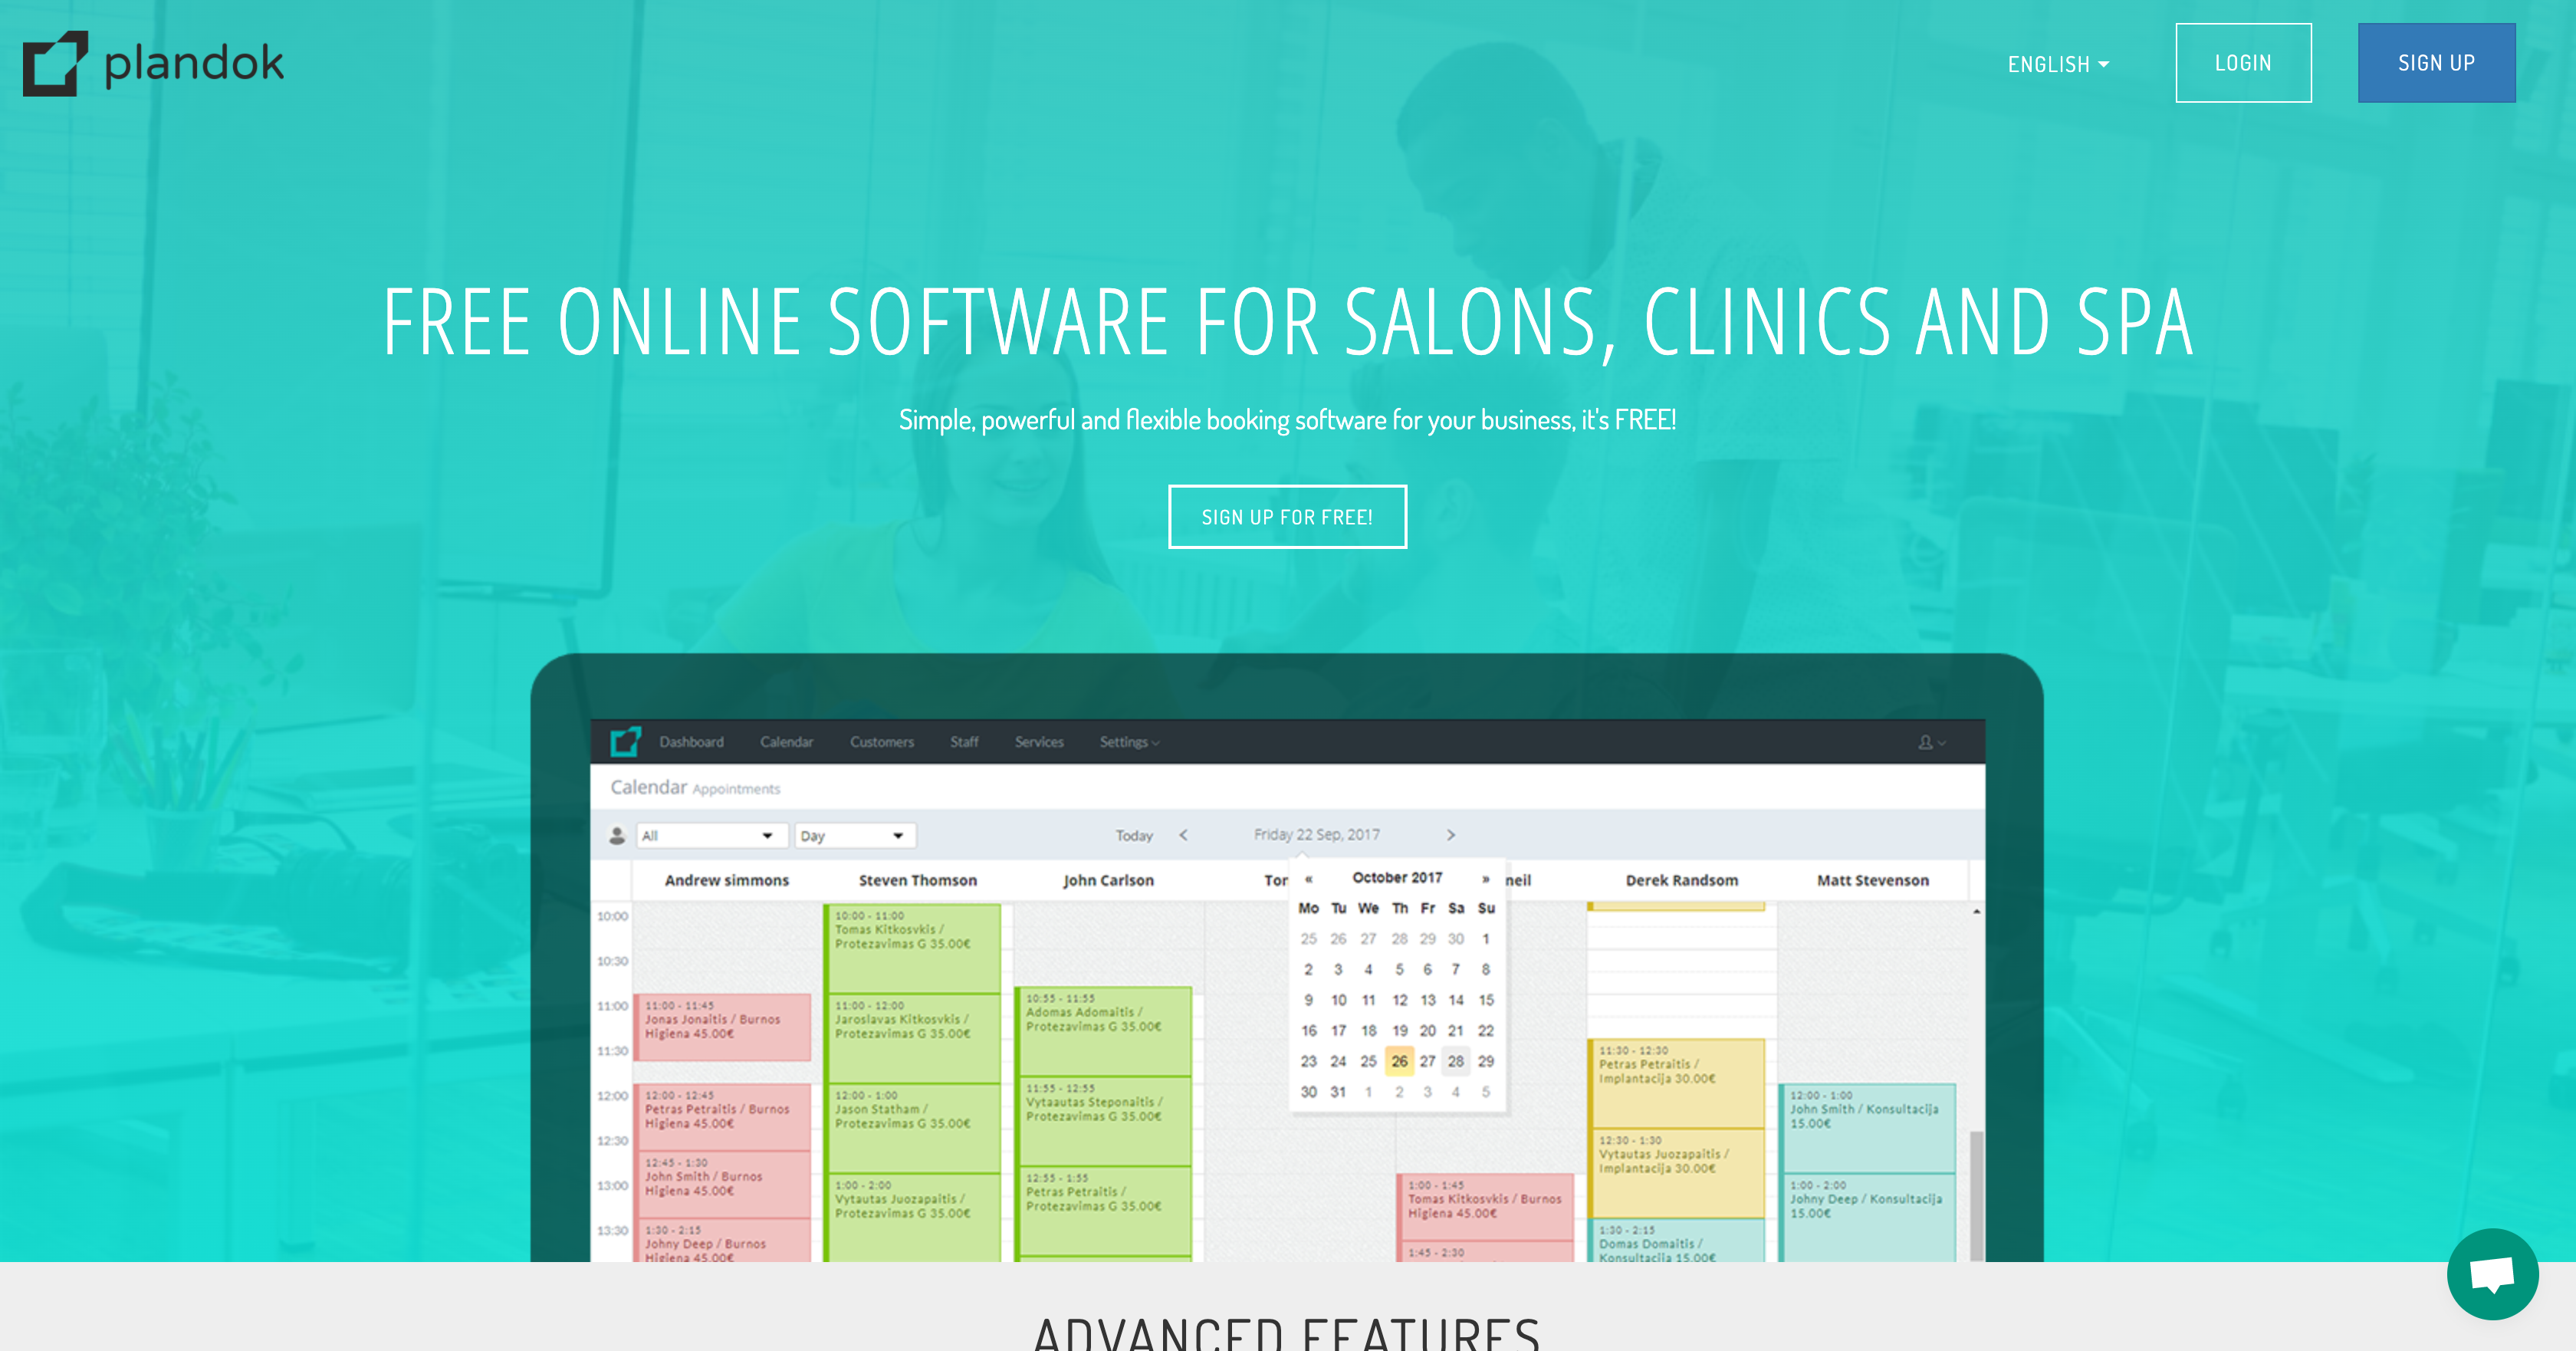 plandok
ENGLISH
LOGIN
SIGN UP
FREE ONLINE SOFTWARE FOR SALONS, CLINICS AND SPA
Simple, powerful and flexible booking software for your business, it's FREE!
SIGN UP FOR FREE!
Dashboard Calendar Customers Staff Services Settings
Calendar Appointments
All Day Today < Friday 22 Sep, 2017 >
Andrew simmons Steven Thomson John Carlson Tor neil Derek Randsom Matt Stevenson
« October 2017 »
Mo Tu We Th Fr Sa Su
25 26 27 28 29 30 1
2 3 4 5 6 7 8
9 10 11 12 13 14 15
16 17 18 19 20 21 22
23 24 25 26 27 28 29
30 31 1 2 3 4 5
10:00
10:30
11:00
11:30
12:00
12:30
13:00
13:30
11:00 - 11:45
Jonas Jonaitis / Burnos
Higiena 45.00€
12:00 - 12:45
Petras Petraitis / Burnos
Higiena 45.00€
12:45 - 1:30
John Smith / Burnos
Higiena 45.00€
1:30 - 2:15
Johny Deep / Burnos
Higiena 45.00€
10:00 - 11:00
Tomas Kitkosvkis /
Protezavimas G 35.00€
11:00 - 12:00
Jaroslavas Kitkosvkis /
Protezavimas G 35.00€
12:00 - 1:00
Jason Statham /
Protezavimas G 35.00€
1:00 - 2:00
Vytautas Juozapaitis /
Protezavimas G 35.00€
10:55 - 11:55
Adomas Adomaitis /
Protezavimas G 35.00€
11:55 - 12:55
Vytaautas Steponaitis /
Protezavimas G 35.00€
12:55 - 1:55
Petras Petraitis /
Protezavimas G 35.00€
1:00 - 1:45
Tomas Kitkosvkis / Burnos
Higiena 45.00€
1:45 - 2:30
11:30 - 12:30
Petras Petraitis /
Implantacija 30.00€
12:30 - 1:30
Vytautas Juozapaitis /
Implantacija 30.00€
1:30 - 2:15
Domas Domaitis /
Konsultacija 15.00€
12:00 - 1:00
John Smith / Konsultacija
15.00€
1:00 - 2:00
Johny Deep / Konsultacija
15.00€
ADVANCED FEATURES